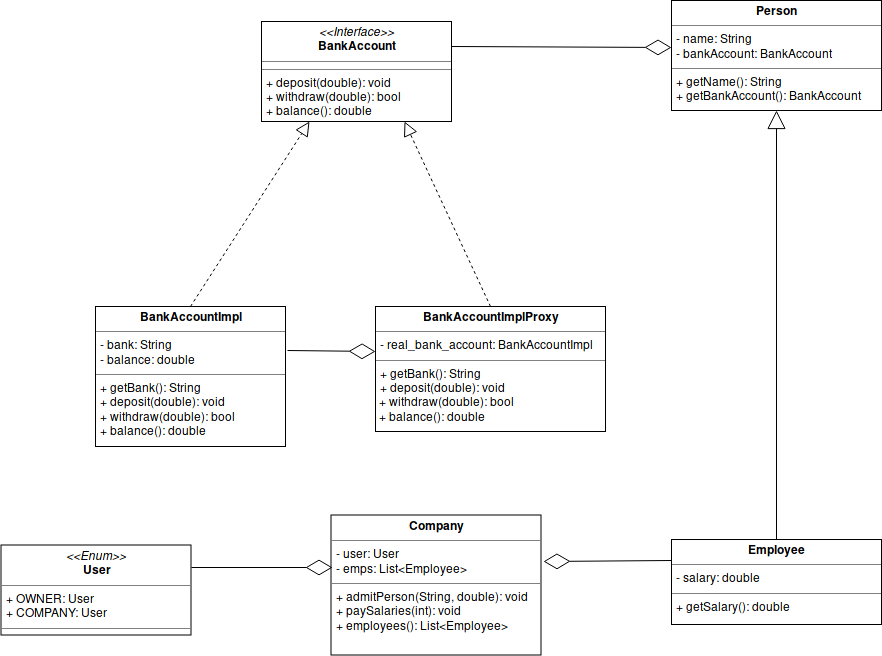 <<Interface>>
BankAccount
+ deposit(double): void
+ withdraw(double): bool
+ balance(): double
Person
- name: String
- bankAccount: BankAccount
+ getName(): String
+ getBankAccount(): BankAccount
BankAccountImpl
- bank: String
- balance: double
+ getBank(): String
+ deposit(double): void
+ withdraw(double): bool
+ balance(): double
BankAccountImplProxy
- real_bank_account: BankAccountImpl
+ getBank(): String
+ deposit(double): void
+ withdraw(double): bool
+ balance(): double
<<Enum>>
User
+ OWNER: User
+ COMPANY: User
Company
- user: User
- emps: List<Employee>
+ admitPerson(String, double): void
+ paySalaries(int): void
+ employees(): List<Employee>
Employee
- salary: double
+ getSalary(): double